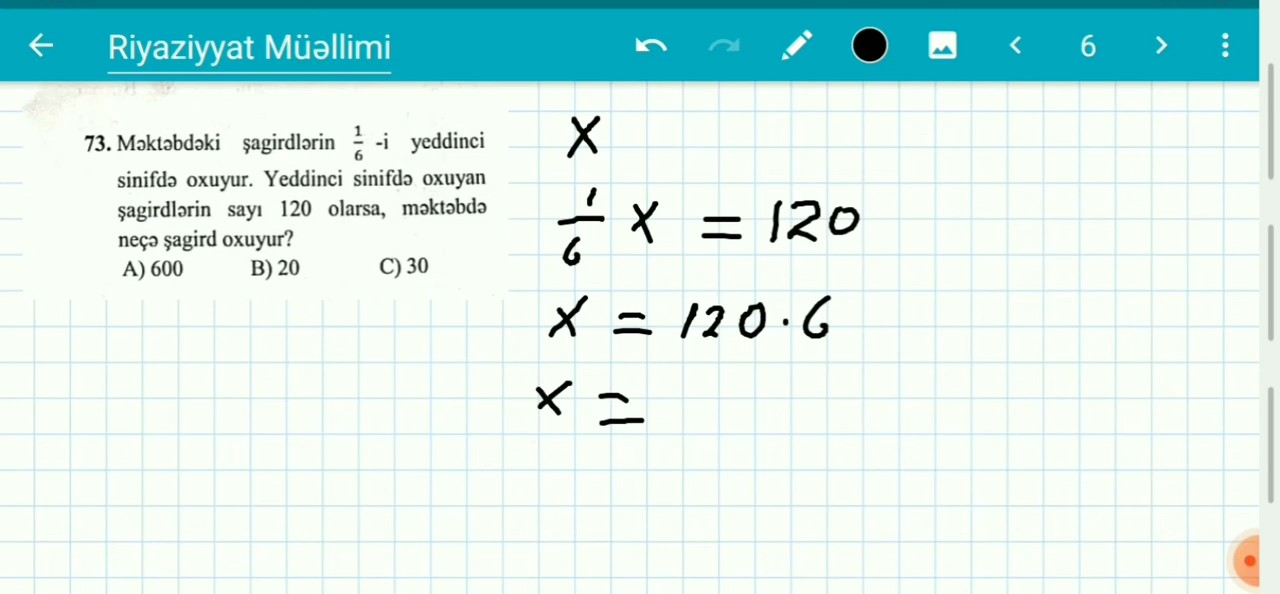 Riyaziyyat Müəllimi
6
73. Məktəbdəki şagirdlərin 1/6 -i yeddinci
sinifdə oxuyur. Yeddinci sinifdə oxuyan
şagirdlərin sayı 120 olarsa, məktəbdə
neçə şagird oxuyur?
A) 600 B) 20 C) 30
x
1/6 x = 120
x = 120 · 6
x =